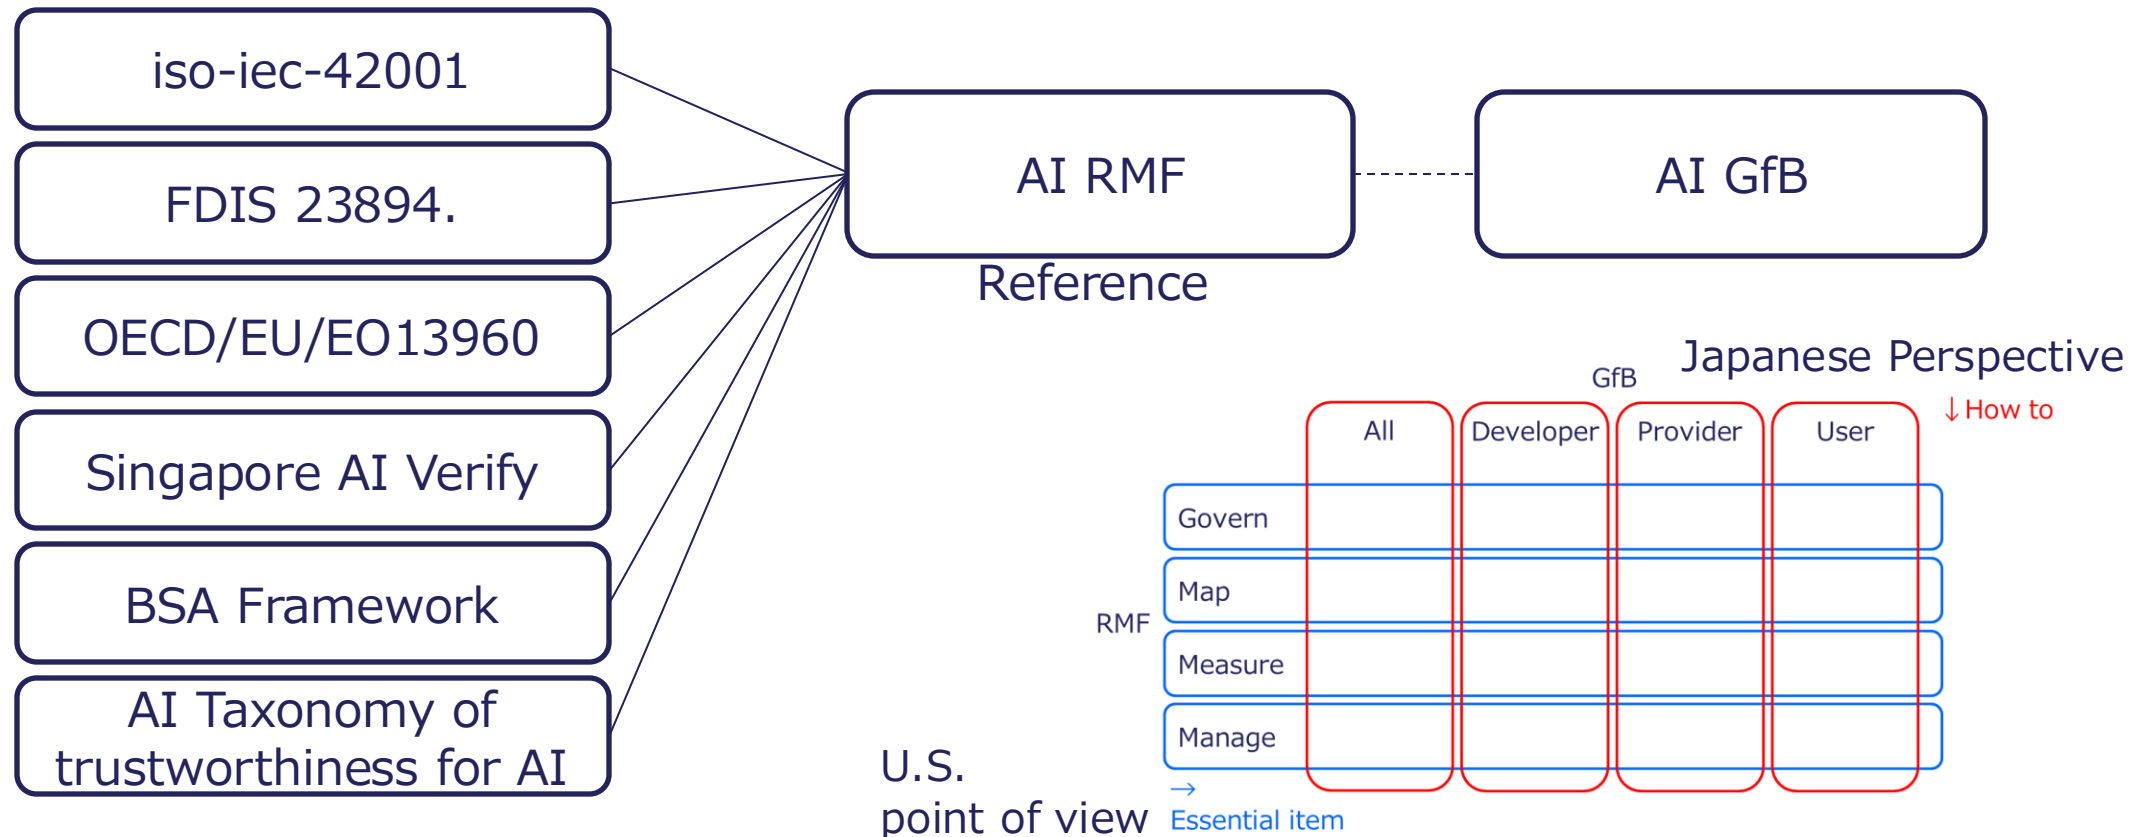 iso-iec-42001
FDIS 23894.
OECD/EU/EO13960
Singapore AI Verify
BSA Framework
AI Taxonomy of
trustworthiness for AI
AI RMF
Reference
AI GfB
Japanese Perspective
GfB
↓How to
All
Developer
Provider
User
RMF
Govern
Map
Measure
Manage
U.S.
point of view
→
Essential item